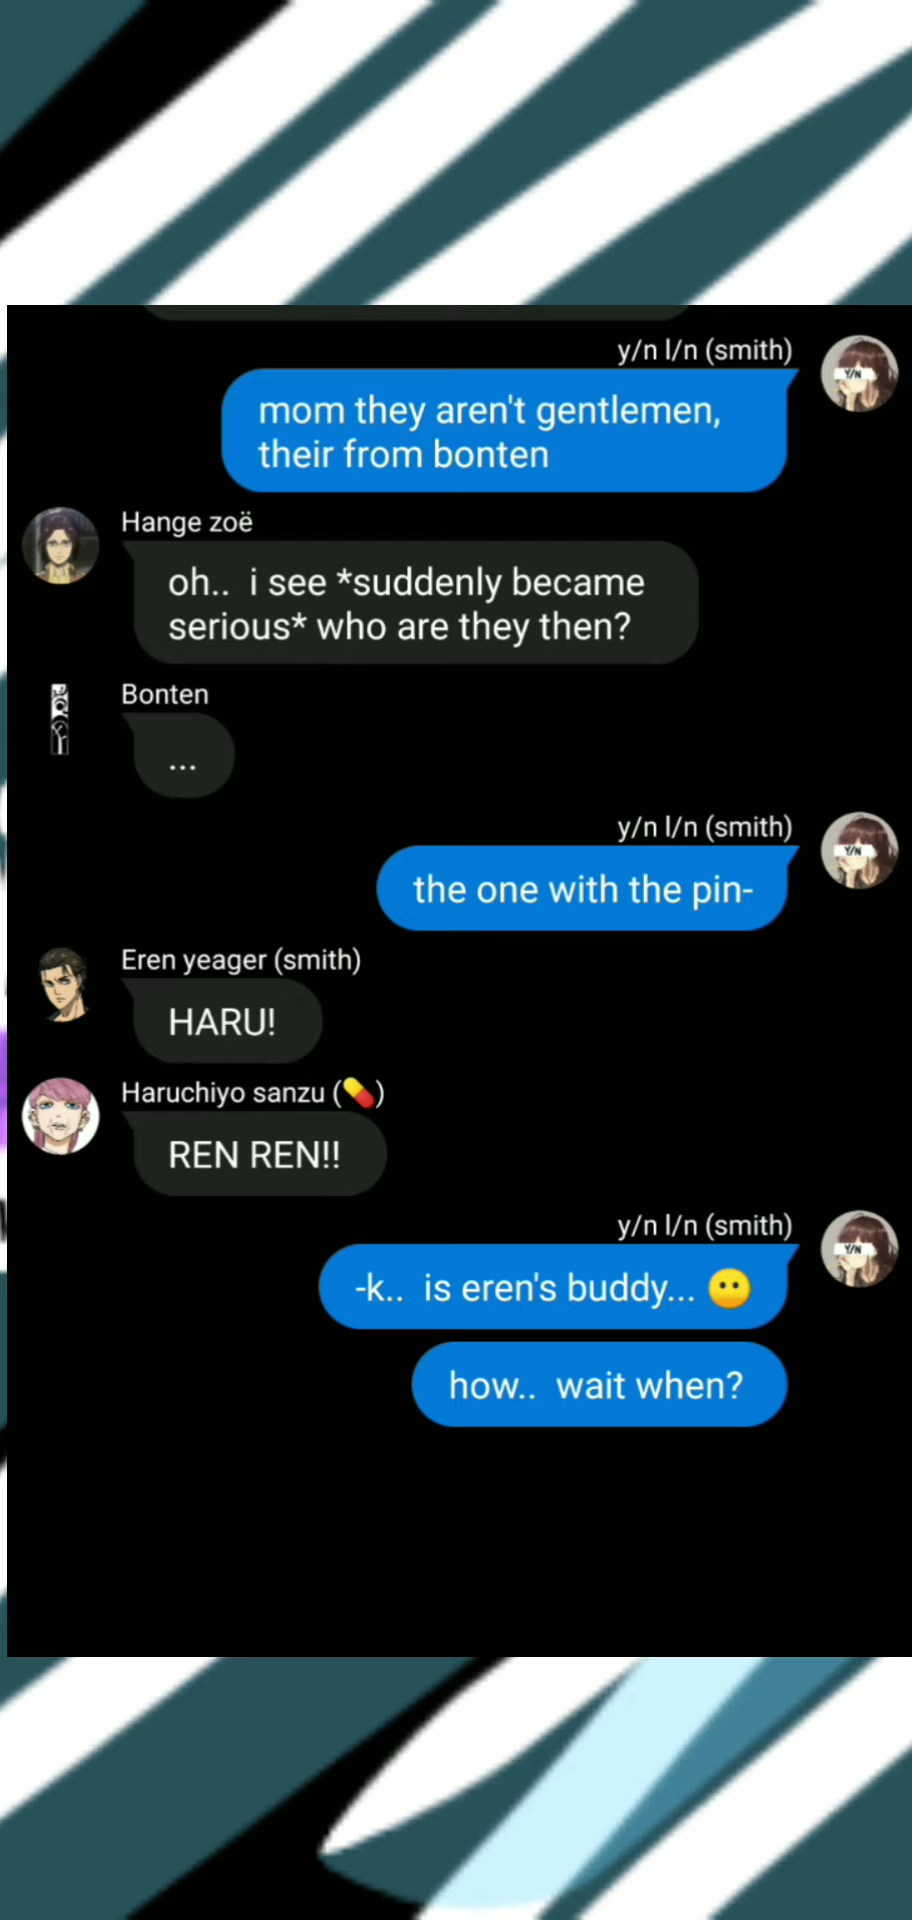 y/n l/n (smith)
Y/N
mom they aren't gentlemen,
their from bonten
Hange zoë
oh..  i see *suddenly became
serious* who are they then?
Bonten
...
y/n l/n (smith)
Y/N
the one with the pin-
Eren yeager (smith)
HARU!
Haruchiyo sanzu (💊)
REN REN!!
y/n l/n (smith)
Y/N
-k..  is eren's buddy... 😶
how..  wait when?